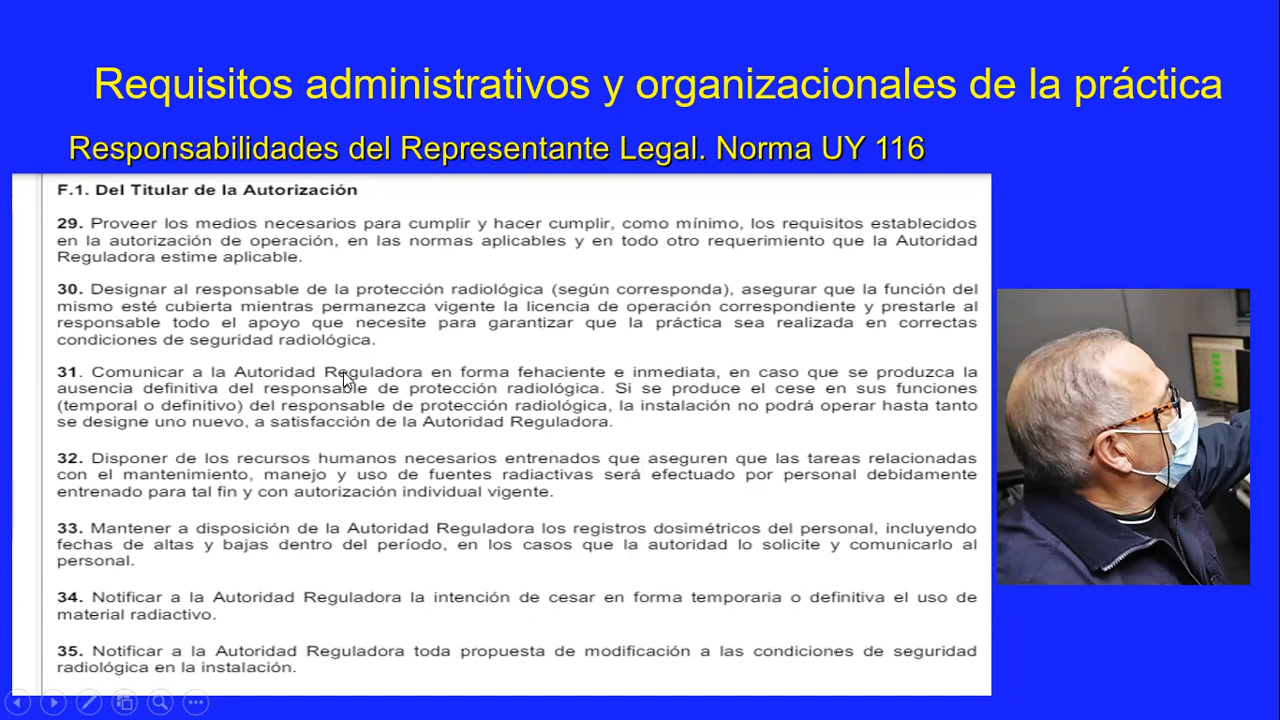 Requisitos administrativos y organizacionales de la práctica
Responsabilidades del Representante Legal. Norma UY 116
F.1. Del Titular de la Autorización
29. Proveer los medios necesarios para cumplir y hacer cumplir, como mínimo, los requisitos establecidos
en la autorización de operación, en las normas aplicables y en todo otro requerimiento que la Autoridad
Reguladora estime aplicable.
30. Designar al responsable de la protección radiológica (según corresponda), asegurar que la función del
mismo esté cubierta mientras permanezca vigente la licencia de operación correspondiente y prestarle al
responsable todo el apoyo que necesite para garantizar que la práctica sea realizada en correctas
condiciones de seguridad radiológica.
31. Comunicar a la Autoridad Reguladora en forma fehaciente e inmediata, en caso que se produzca la
ausencia definitiva del responsable de protección radiológica. Si se produce el cese en sus funciones
(temporal o definitivo) del responsable de protección radiológica, la instalación no podrá operar hasta tanto
se designe uno nuevo, a satisfacción de la Autoridad Reguladora.
32. Disponer de los recursos humanos necesarios entrenados que aseguren que las tareas relacionadas
con el mantenimiento, manejo y uso de fuentes radiactivas será efectuado por personal debidamente
entrenado para tal fin y con autorización individual vigente.
33. Mantener a disposición de la Autoridad Reguladora los registros dosimétricos del personal, incluyendo
fechas de altas y bajas dentro del período, en los casos que la autoridad lo solicite y comunicarlo al
personal.
34. Notificar a la Autoridad Reguladora la intención de cesar en forma temporaria o definitiva el uso de
material radiactivo.
35. Notificar a la Autoridad Reguladora toda propuesta de modificación a las condiciones de seguridad
radiológica en la instalación.